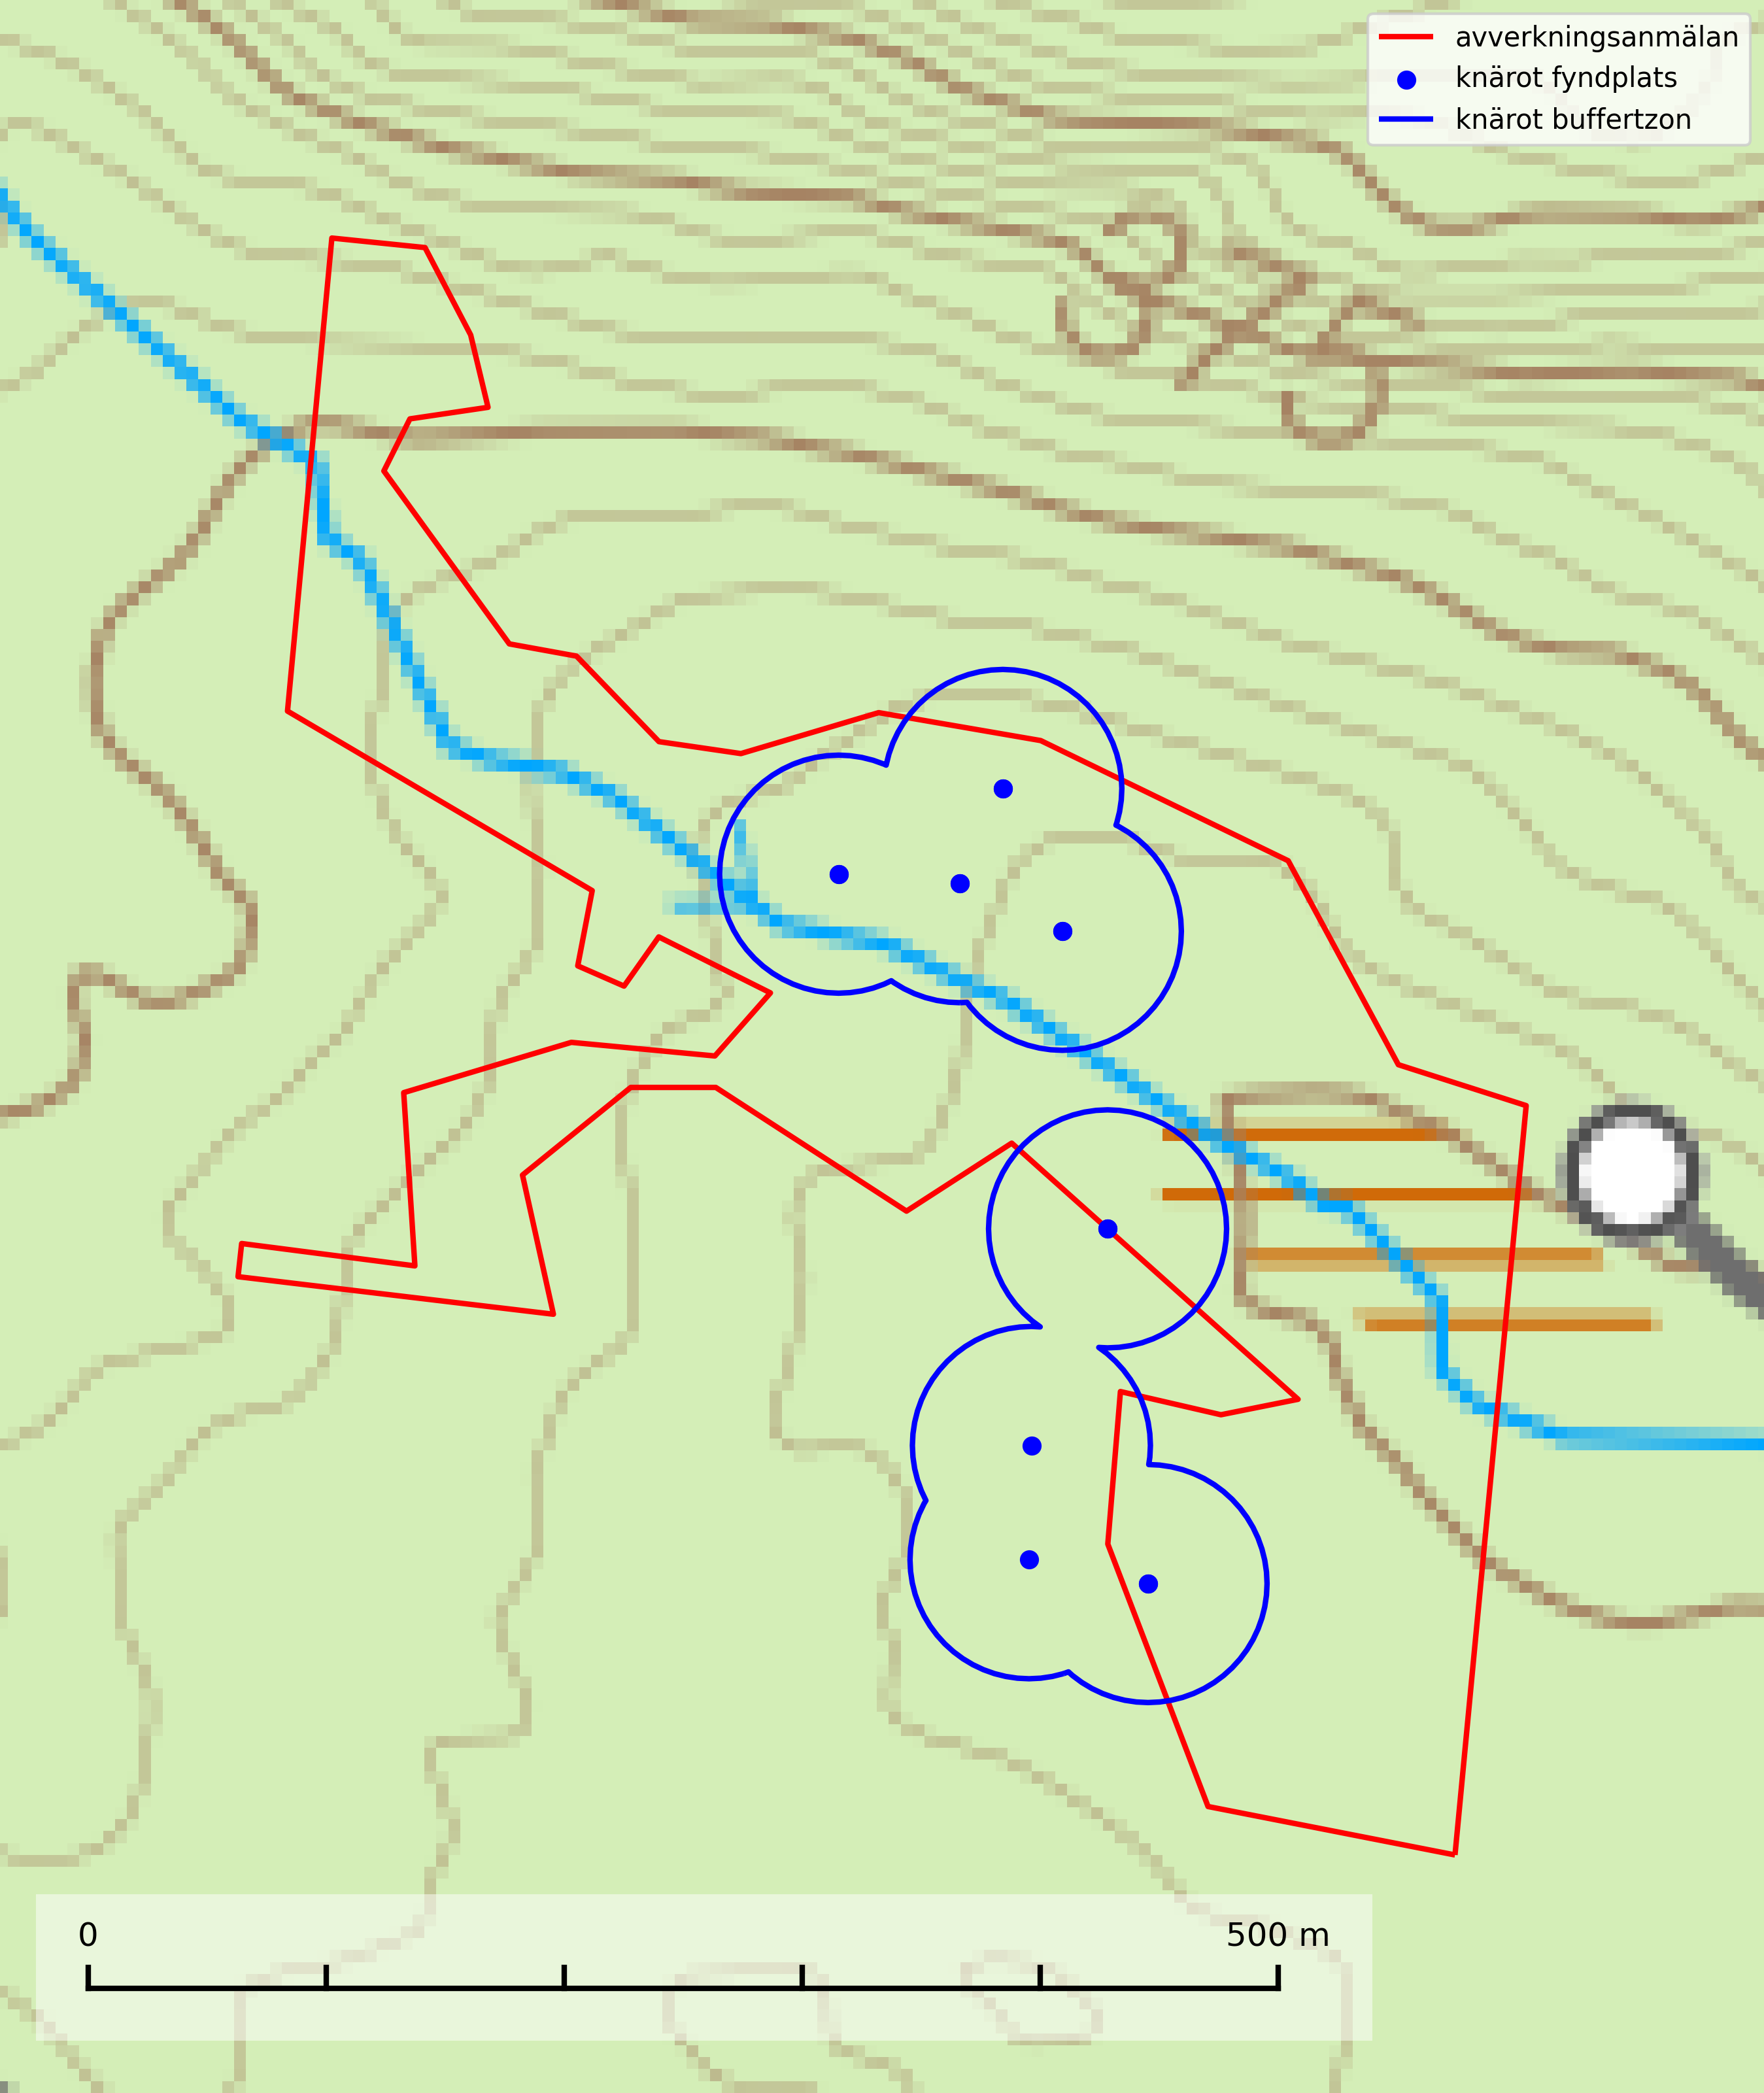 avverkningsanmälan
knärot fyndplats
knärot buffertzon
0
500 m